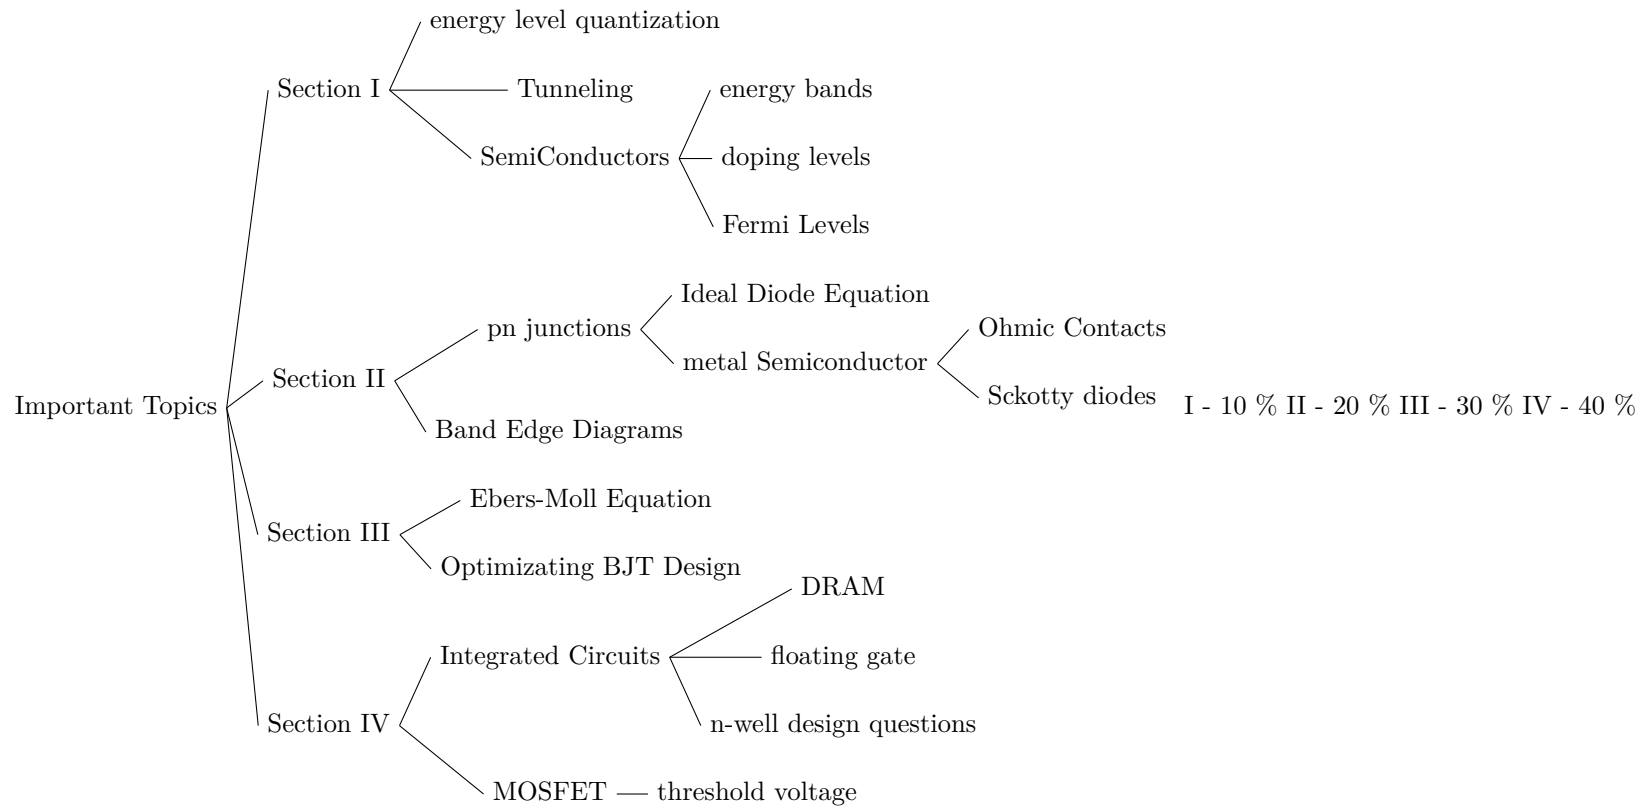 energy level quantization
Section I
Tunneling
energy bands
SemiConductors
doping levels
Fermi Levels
Ideal Diode Equation
pn junctions
Ohmic Contacts
metal Semiconductor
Section II
Sckotty diodes
Important Topics
I - 10 % II - 20 % III - 30 % IV - 40 %
Band Edge Diagrams
Ebers-Moll Equation
Section III
Optimizating BJT Design
DRAM
Integrated Circuits
floating gate
Section IV
n-well design questions
MOSFET
threshold voltage